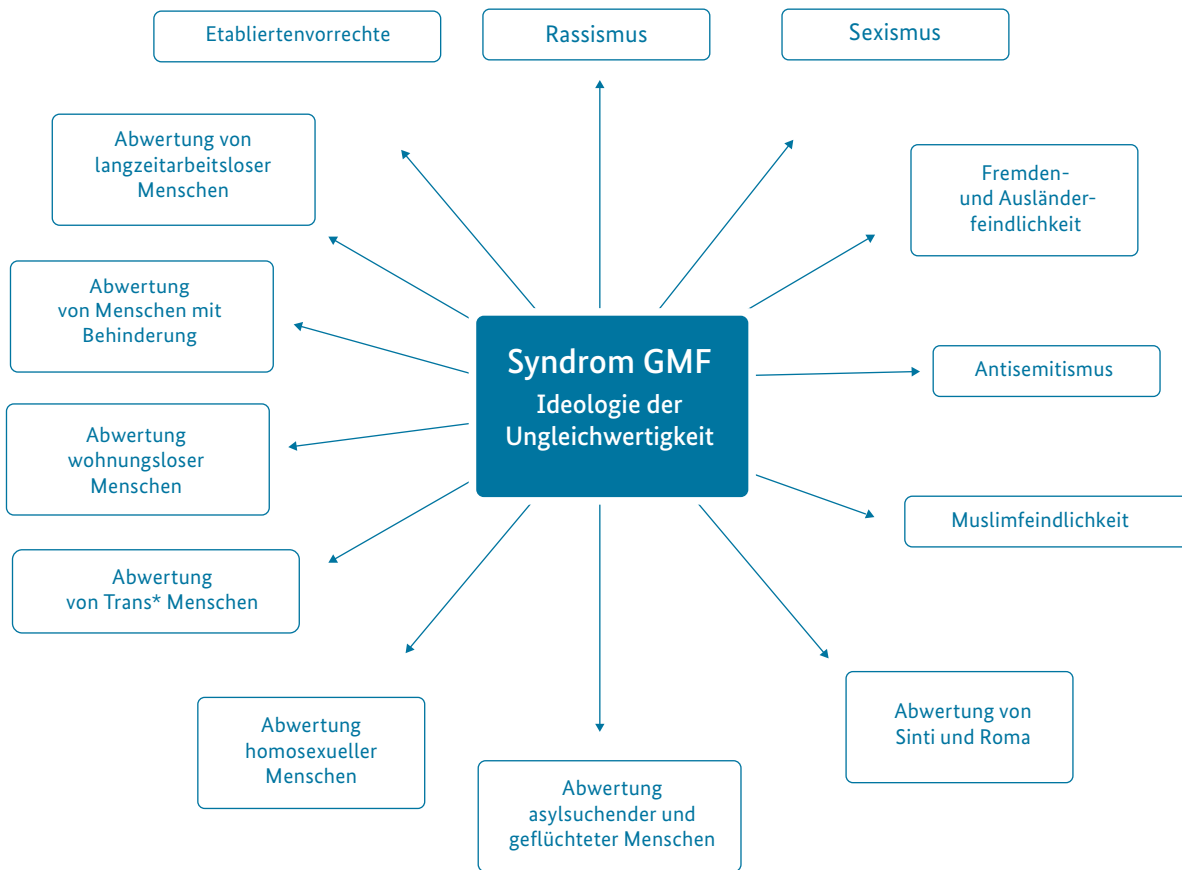 Etabliertenvorrechte
Rassismus
Sexismus
Abwertung von
langzeitarbeitsloser
Menschen
Fremden-
und Ausländer-
feindlichkeit
Abwertung
von Menschen mit
Behinderung
Syndrom GMF
Ideologie der
Ungleichwertigkeit
Antisemitismus
Abwertung
wohnungsloser
Menschen
Muslimfeindlichkeit
Abwertung
von Trans* Menschen
Abwertung
homosexueller
Menschen
Abwertung von
Sinti und Roma
Abwertung
asylsuchender und
geflüchteter Menschen